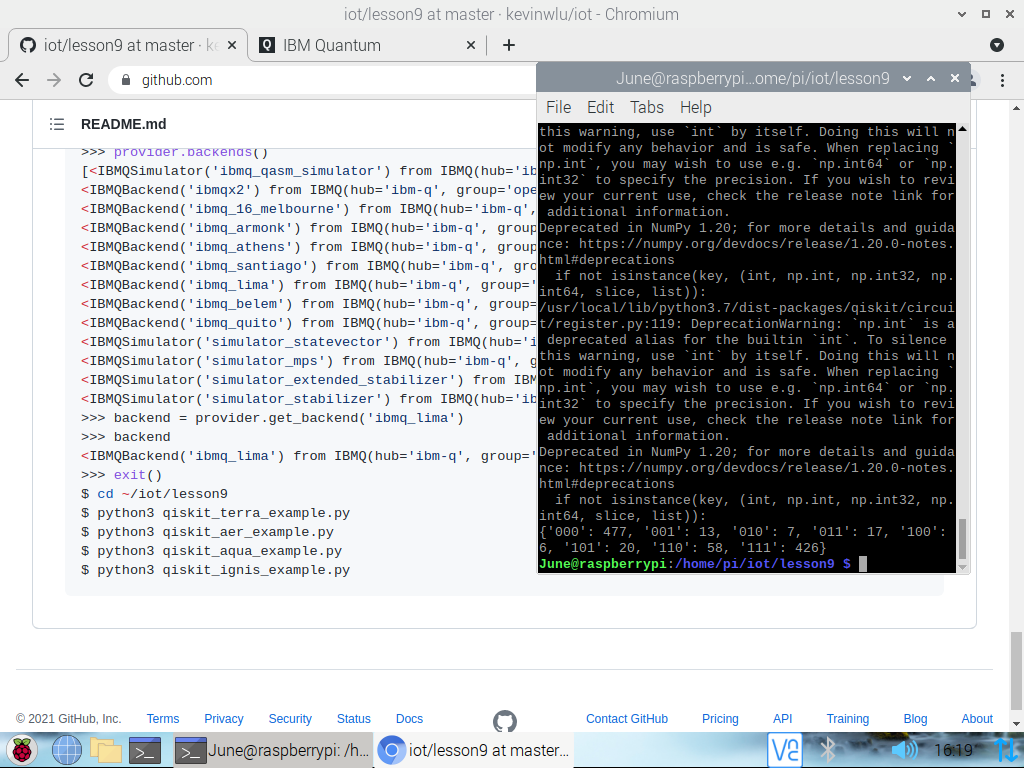 iot/lesson9 at master · kevinwlu/iot - Chromium
iot/lesson9 at master · ke
IBM Quantum
github.com
README.md
>>> provider.backends()
[<IBMQSimulator('ibmq_qasm_simulator') from IBMQ(hub='ib
<IBMQBackend('ibmqx2') from IBMQ(hub='ibm-q', group='ope
<IBMQBackend('ibmq_16_melbourne') from IBMQ(hub='ibm-q',
<IBMQBackend('ibmq_armonk') from IBMQ(hub='ibm-q', group
<IBMQBackend('ibmq_athens') from IBMQ(hub='ibm-q', group
<IBMQBackend('ibmq_santiago') from IBMQ(hub='ibm-q', gro
<IBMQBackend('ibmq_lima') from IBMQ(hub='ibm-q', group='
<IBMQBackend('ibmq_belem') from IBMQ(hub='ibm-q', group=
<IBMQBackend('ibmq_quito') from IBMQ(hub='ibm-q', group=
<IBMQSimulator('simulator_statevector') from IBMQ(hub='i
<IBMQSimulator('simulator_mps') from IBMQ(hub='ibm-q', g
<IBMQSimulator('simulator_extended_stabilizer') from IBM
<IBMQSimulator('simulator_stabilizer') from IBMQ(hub='ib
>>> backend = provider.get_backend('ibmq_lima')
>>> backend
<IBMQBackend('ibmq_lima') from IBMQ(hub='ibm-q', group='
>>> exit()
$ cd ~/iot/lesson9
$ python3 qiskit_terra_example.py
$ python3 qiskit_aer_example.py
$ python3 qiskit_aqua_example.py
$ python3 qiskit_ignis_example.py
June@raspberrypi...ome/pi/iot/lesson9
File Edit Tabs Help
this warning, use `int` by itself. Doing this will n
ot modify any behavior and is safe. When replacing `
np.int`, you may wish to use e.g. `np.int64` or `np.
int32` to specify the precision. If you wish to revi
ew your current use, check the release note link for
 additional information.
Deprecated in NumPy 1.20; for more details and guida
nce: https://numpy.org/devdocs/release/1.20.0-notes.
html#deprecations
  if not isinstance(key, (int, np.int, np.int32, np.
int64, slice, list)):
/usr/local/lib/python3.7/dist-packages/qiskit/circui
t/register.py:119: DeprecationWarning: `np.int` is a
 deprecated alias for the builtin `int`. To silence
this warning, use `int` by itself. Doing this will n
ot modify any behavior and is safe. When replacing `
np.int`, you may wish to use e.g. `np.int64` or `np.
int32` to specify the precision. If you wish to revi
ew your current use, check the release note link for
 additional information.
Deprecated in NumPy 1.20; for more details and guida
nce: https://numpy.org/devdocs/release/1.20.0-notes.
html#deprecations
  if not isinstance(key, (int, np.int, np.int32, np.
int64, slice, list)):
{'000': 477, '001': 13, '010': 7, '011': 17, '100':
6, '101': 20, '110': 58, '111': 426}
June@raspberrypi:/home/pi/iot/lesson9 $
© 2021 GitHub, Inc. Terms Privacy Security Status Docs Contact GitHub Pricing API Training Blog About
June@raspberrypi: /h...
iot/lesson9 at master...
16:19